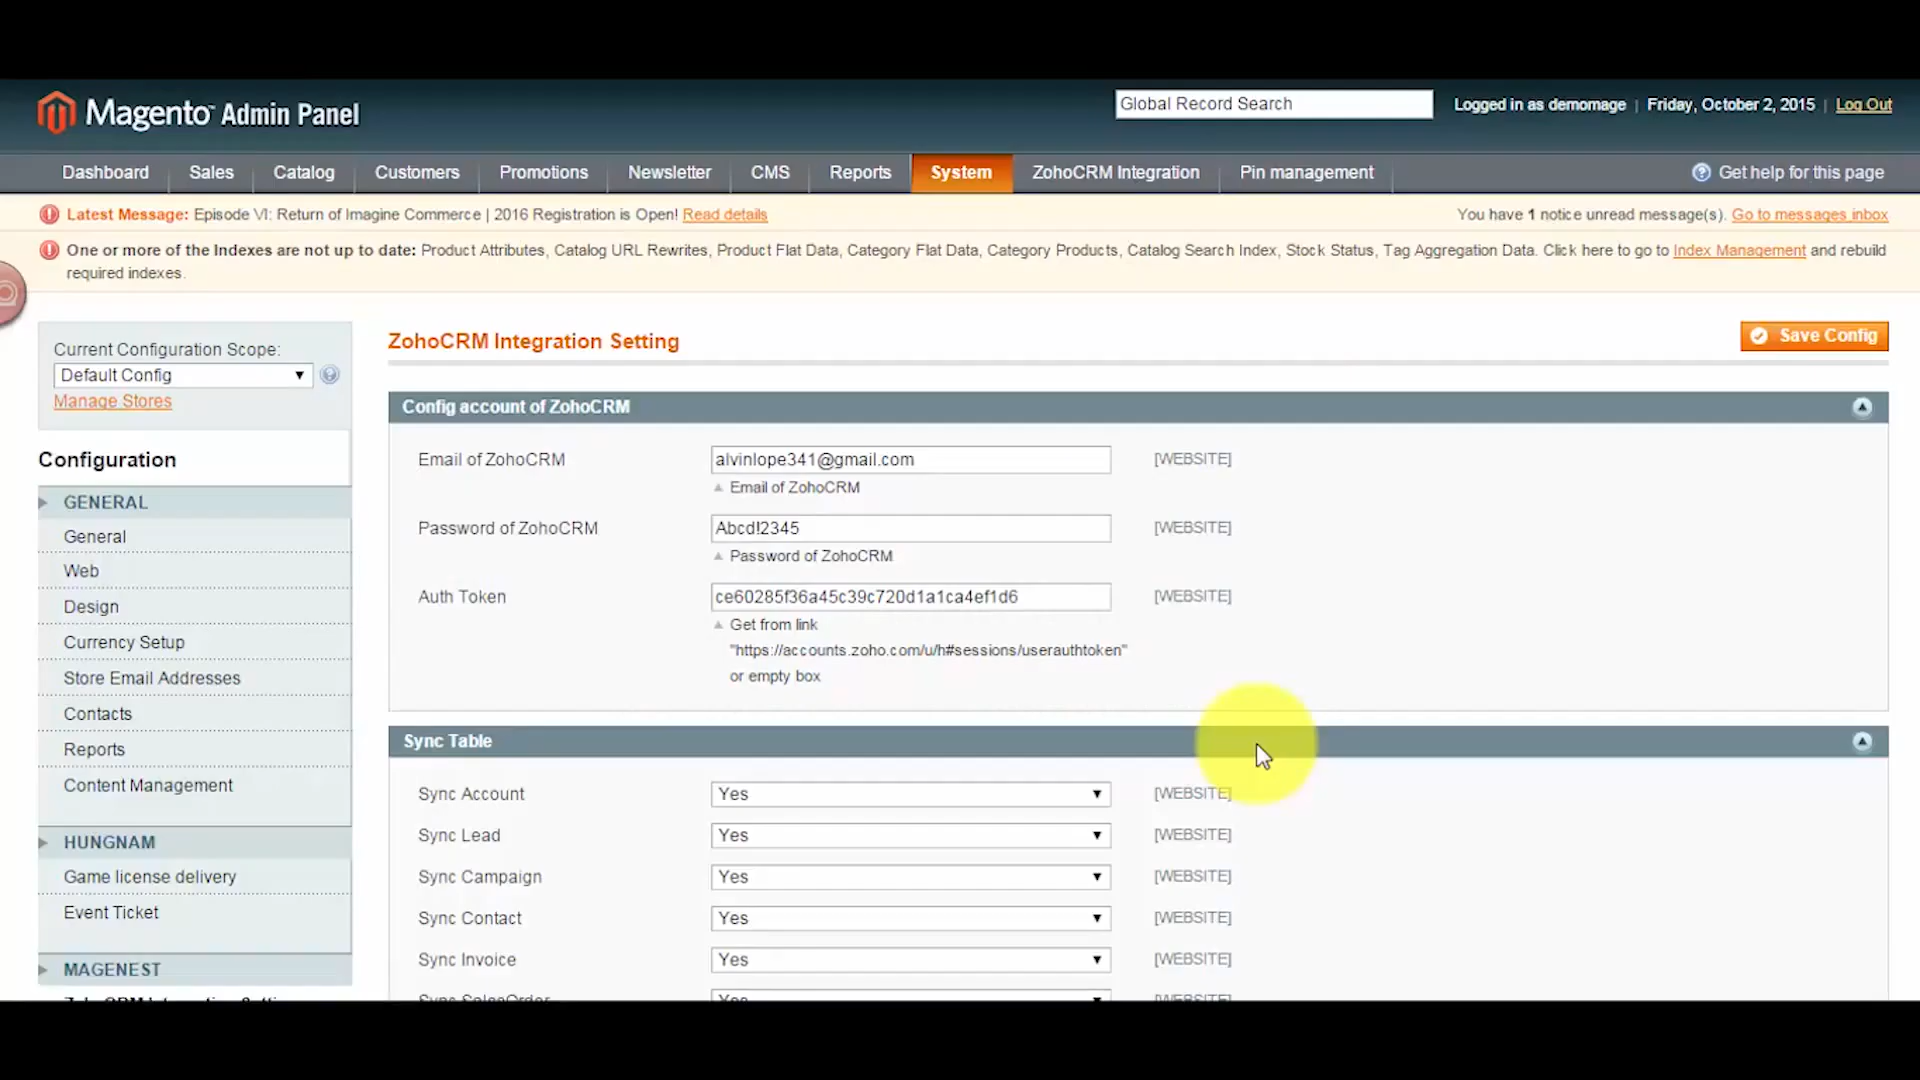 Magento Admin Panel
Global Record Search
Logged in as demomage | Friday, October 2, 2015 | Log Out
Dashboard Sales Catalog Customers Promotions Newsletter CMS Reports System ZohoCRM Integration Pin management Get help for this page
Latest Message: Episode VI: Return of Imagine Commerce | 2016 Registration is Open! Read details You have 1 notice unread message(s). Go to messages inbox
One or more of the Indexes are not up to date: Product Attributes, Catalog URL Rewrites, Product Flat Data, Category Flat Data, Category Products, Catalog Search Index, Stock Status, Tag Aggregation Data. Click here to go to Index Management and rebuild
required indexes.
Current Configuration Scope:
Default Config
Manage Stores
Configuration
GENERAL
General
Web
Design
Currency Setup
Store Email Addresses
Contacts
Reports
Content Management
HUNGNAM
Game license delivery
Event Ticket
MAGENEST
ZohoCRM Integration Setting
Save Config
Config account of ZohoCRM
Email of ZohoCRM alvinlope341@gmail.com [WEBSITE]
Email of ZohoCRM
Password of ZohoCRM Abcd!2345 [WEBSITE]
Password of ZohoCRM
Auth Token ce60285f36a45c39c720d1a1ca4ef1d6 [WEBSITE]
Get from link
"https://accounts.zoho.com/u/h#sessions/userauthtoken"
or empty box
Sync Table
Sync Account Yes [WEBSITE]
Sync Lead Yes [WEBSITE]
Sync Campaign Yes [WEBSITE]
Sync Contact Yes [WEBSITE]
Sync Invoice Yes [WEBSITE]
Sync SalesOrder Yes [WEBSITE]